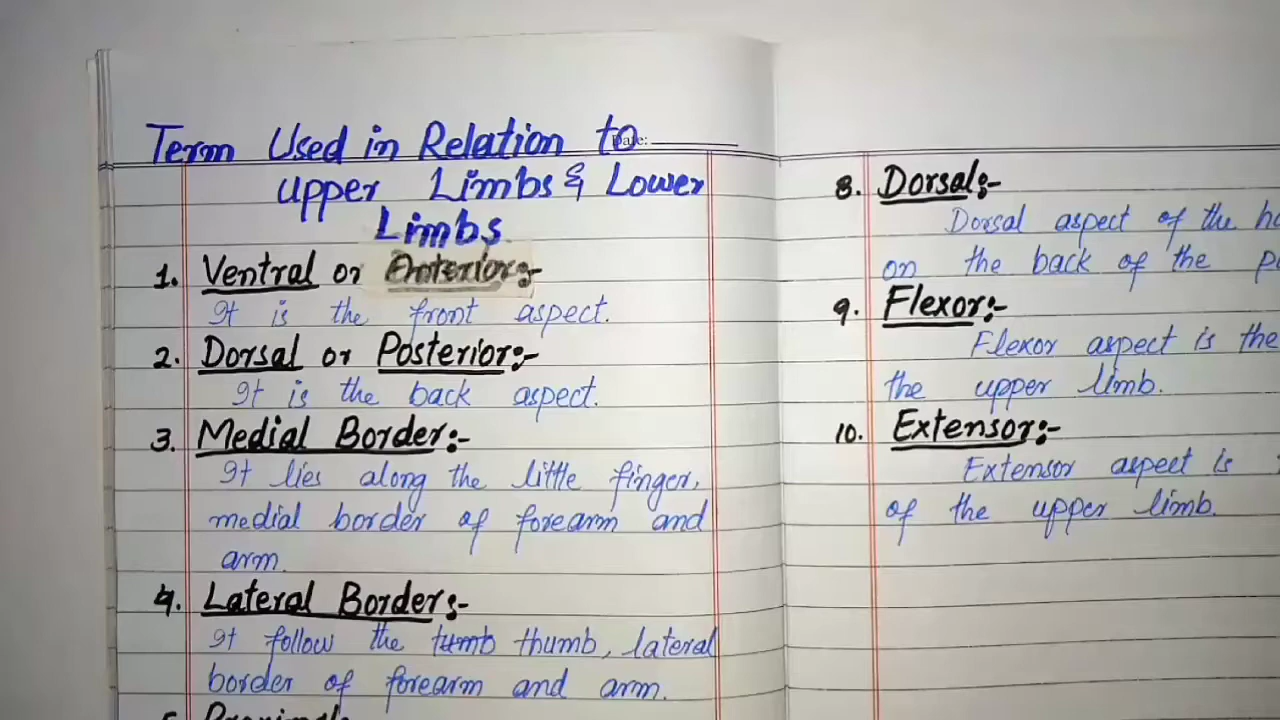 Term Used in Relation to
Date:
Upper Limbs & Lower
Limbs
1. Ventral or Anterior:-
It is the front aspect.
2. Dorsal or Posterior:-
It is the back aspect.
3. Medial Border:-
It lies along the little finger,
medial border of forearm and
arm.
4. Lateral Border:-
It follow the tumb thumb, lateral
border of forearm and arm.
8. Dorsal:-
Dorsal aspect of the
on the back of the
9. Flexor:-
Flexor aspect is the
the upper limb.
10. Extensor:-
Extensor aspect is
of the upper limb.